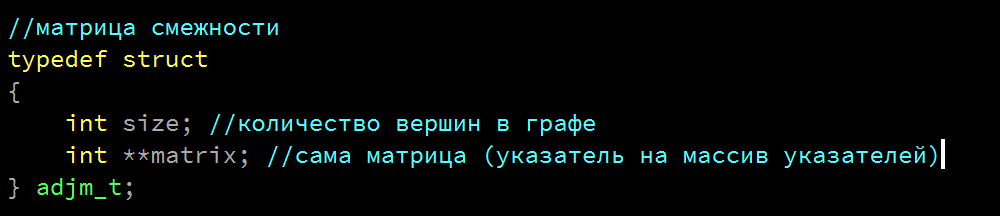 //матрица смежности
typedef struct
{
    int size; //количество вершин в графе
    int **matrix; //сама матрица (указатель на массив указателей)
} adjm_t;